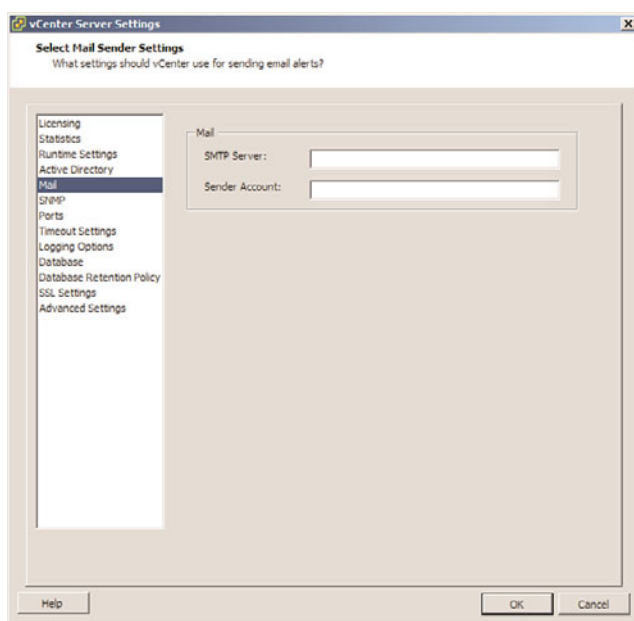 vCenter Server Settings
Select Mail Sender Settings
What settings should vCenter use for sending email alerts?
Licensing
Statistics
Runtime Settings
Active Directory
Mail
SNMP
Ports
Timeout Settings
Logging Options
Database
Database Retention Policy
SSL Settings
Advanced Settings
Mail
SMTP Server:
Sender Account:
Help
OK
Cancel